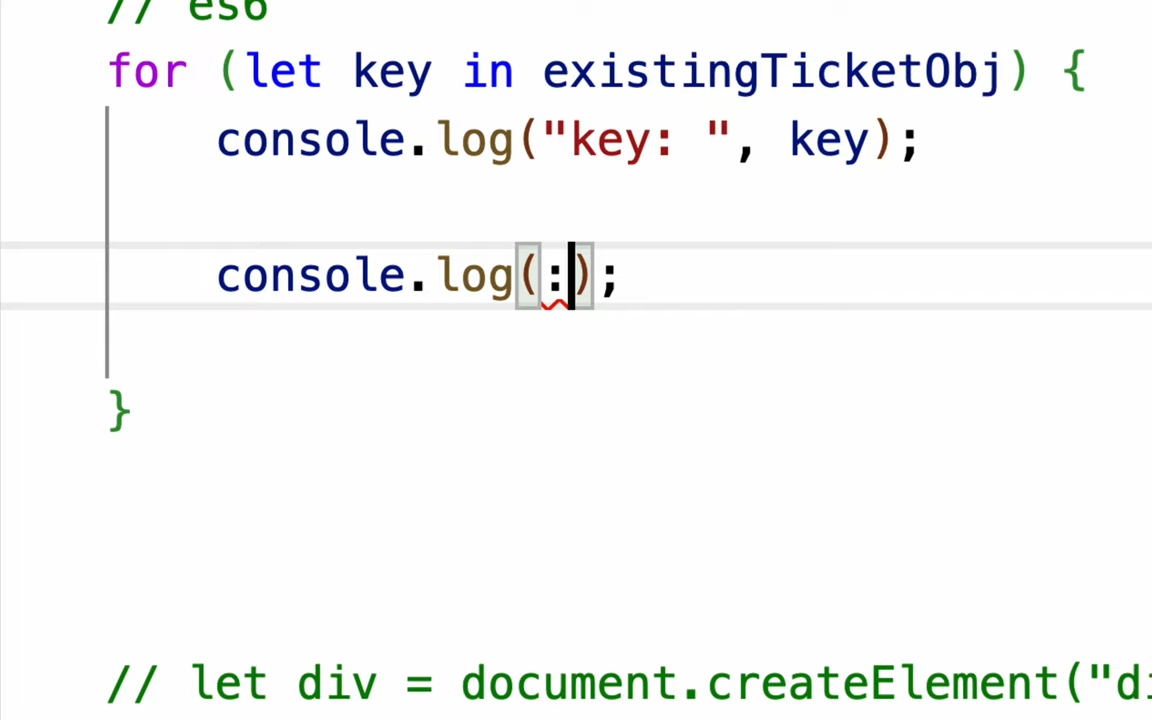 // es6
for (let key in existingTicketObj) {
console.log("key: ", key);
console.log(:);
}
// let div = document.createElement("di